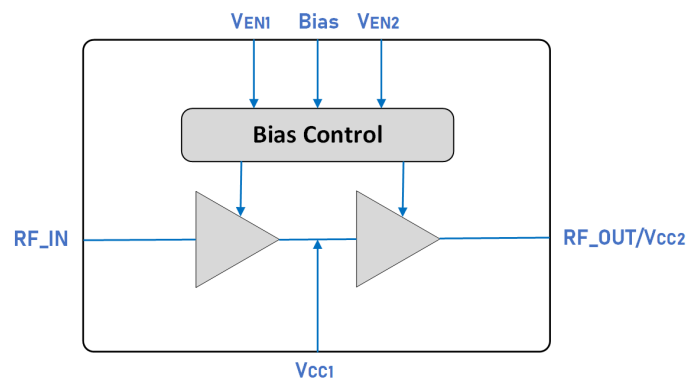 VEN1 Bias VEN2
Bias Control
RF_IN
RF_OUT/VCC2
VCC1